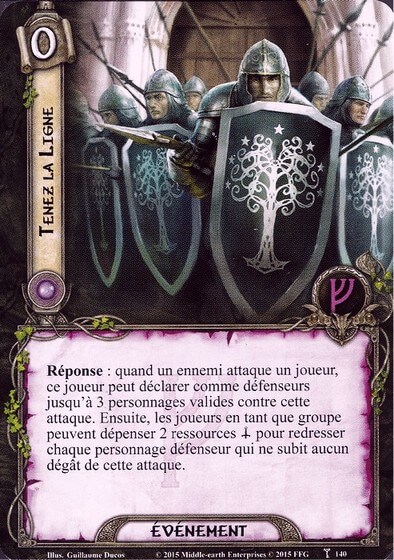 0
TENEZ LA LIGNE
Réponse : quand un ennemi attaque un joueur,
ce joueur peut déclarer comme défenseurs
jusqu'à 3 personnages valides contre cette
attaque. Ensuite, les joueurs en tant que groupe
peuvent dépenser 2 ressources pour redresser
chaque personnage défenseur qui ne subit aucun
dégât de cette attaque.
ÉVÉNEMENT
Illus. Guillaume Ducos © 2015 Middle-earth Enterprises © 2015 FFG 140